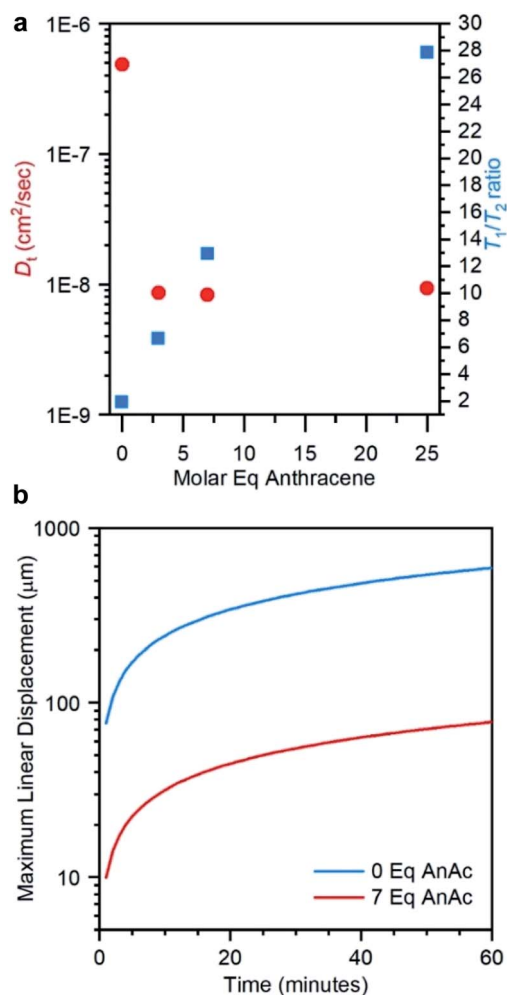 a
1E-6
1E-7
1E-8
1E-9
Dt (cm²/sec)
30
28
26
24
22
20
18
16
14
12
10
8
6
4
2
T1/T2 ratio
0
5
10
15
20
25
Molar Eq Anthracene
b
1000
100
10
Maximum Linear Displacement (μm)
0 Eq AnAc
7 Eq AnAc
0
20
40
60
Time (minutes)